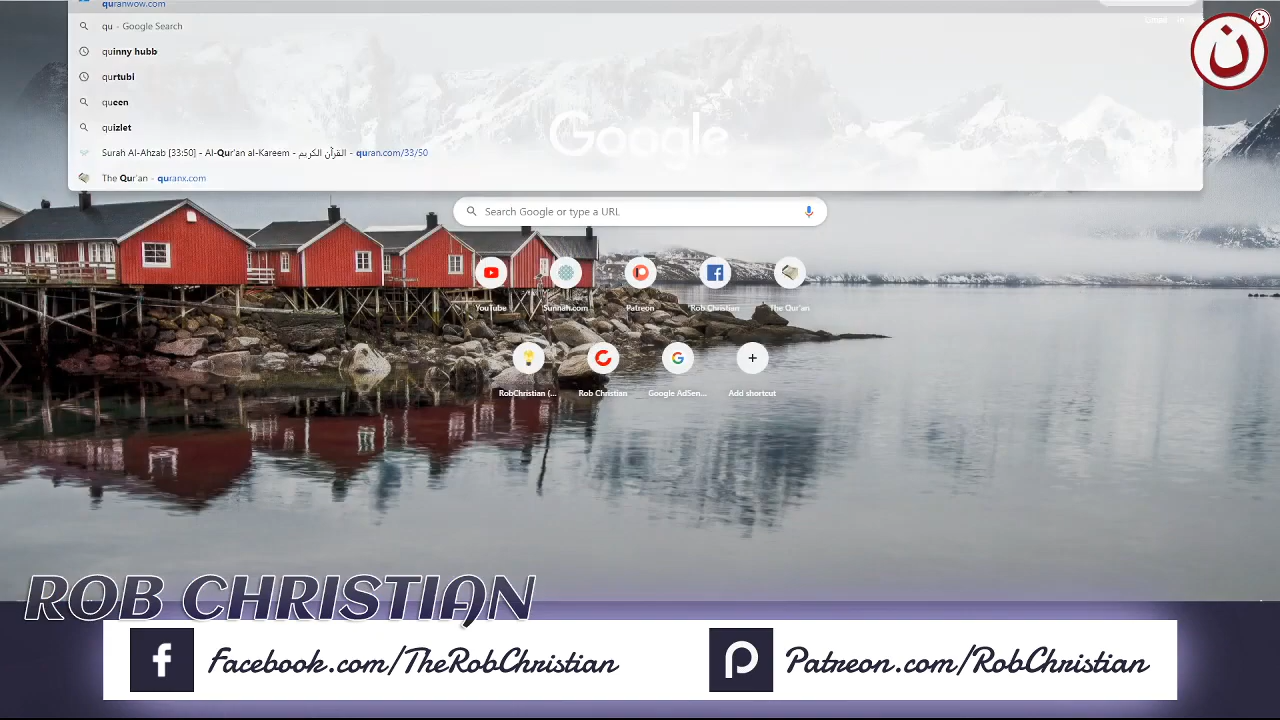 quranwow.com
qu - Google Search
quinny hubb
qurtubi
queen
quizlet
Surah Al-Ahzab [33:50] - Al-Qur'an al-Kareem - القرآن الكريم - quran.com/33/50
The Qur'an - quranx.com
Gmail
ن
Google
Search Google or type a URL
YouTube
Sunnah.com
Patreon
Rob Christian
The Qur'an
RobChristian (...
Rob Christian
Google AdSen...
Add shortcut
ROB CHRISTIAN
Facebook.com/TheRobChristian
Patreon.com/RobChristian